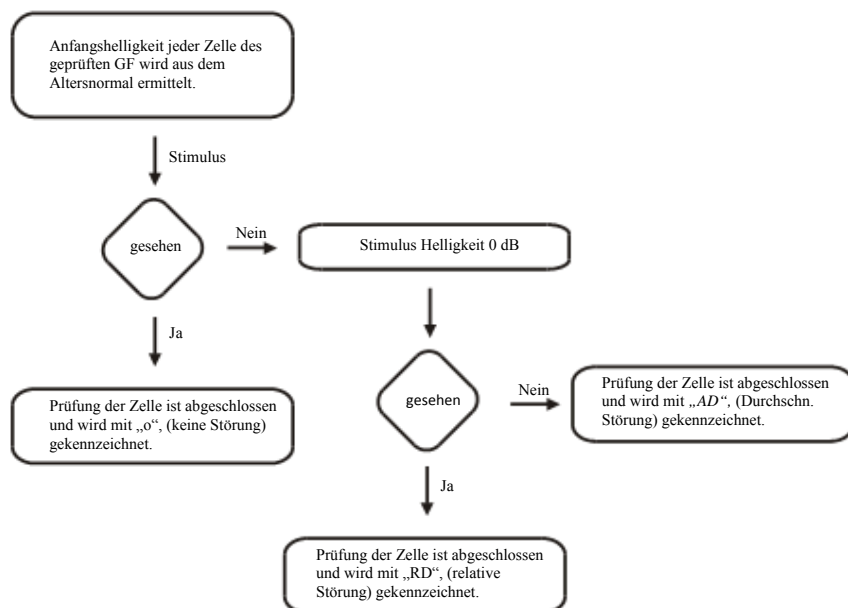 Anfangshelligkeit jeder Zelle des
geprüften GF wird aus dem
Altersnormal ermittelt.
Stimulus
gesehen
Nein
Stimulus Helligkeit 0 dB
Ja
Prüfung der Zelle ist abgeschlossen
und wird mit „o“, (keine Störung)
gekennzeichnet.
gesehen
Nein
Prüfung der Zelle ist abgeschlossen
und wird mit „AD“, (Durchschn.
Störung) gekennzeichnet.
Ja
Prüfung der Zelle ist abgeschlossen
und wird mit „RD“, (relative
Störung) gekennzeichnet.